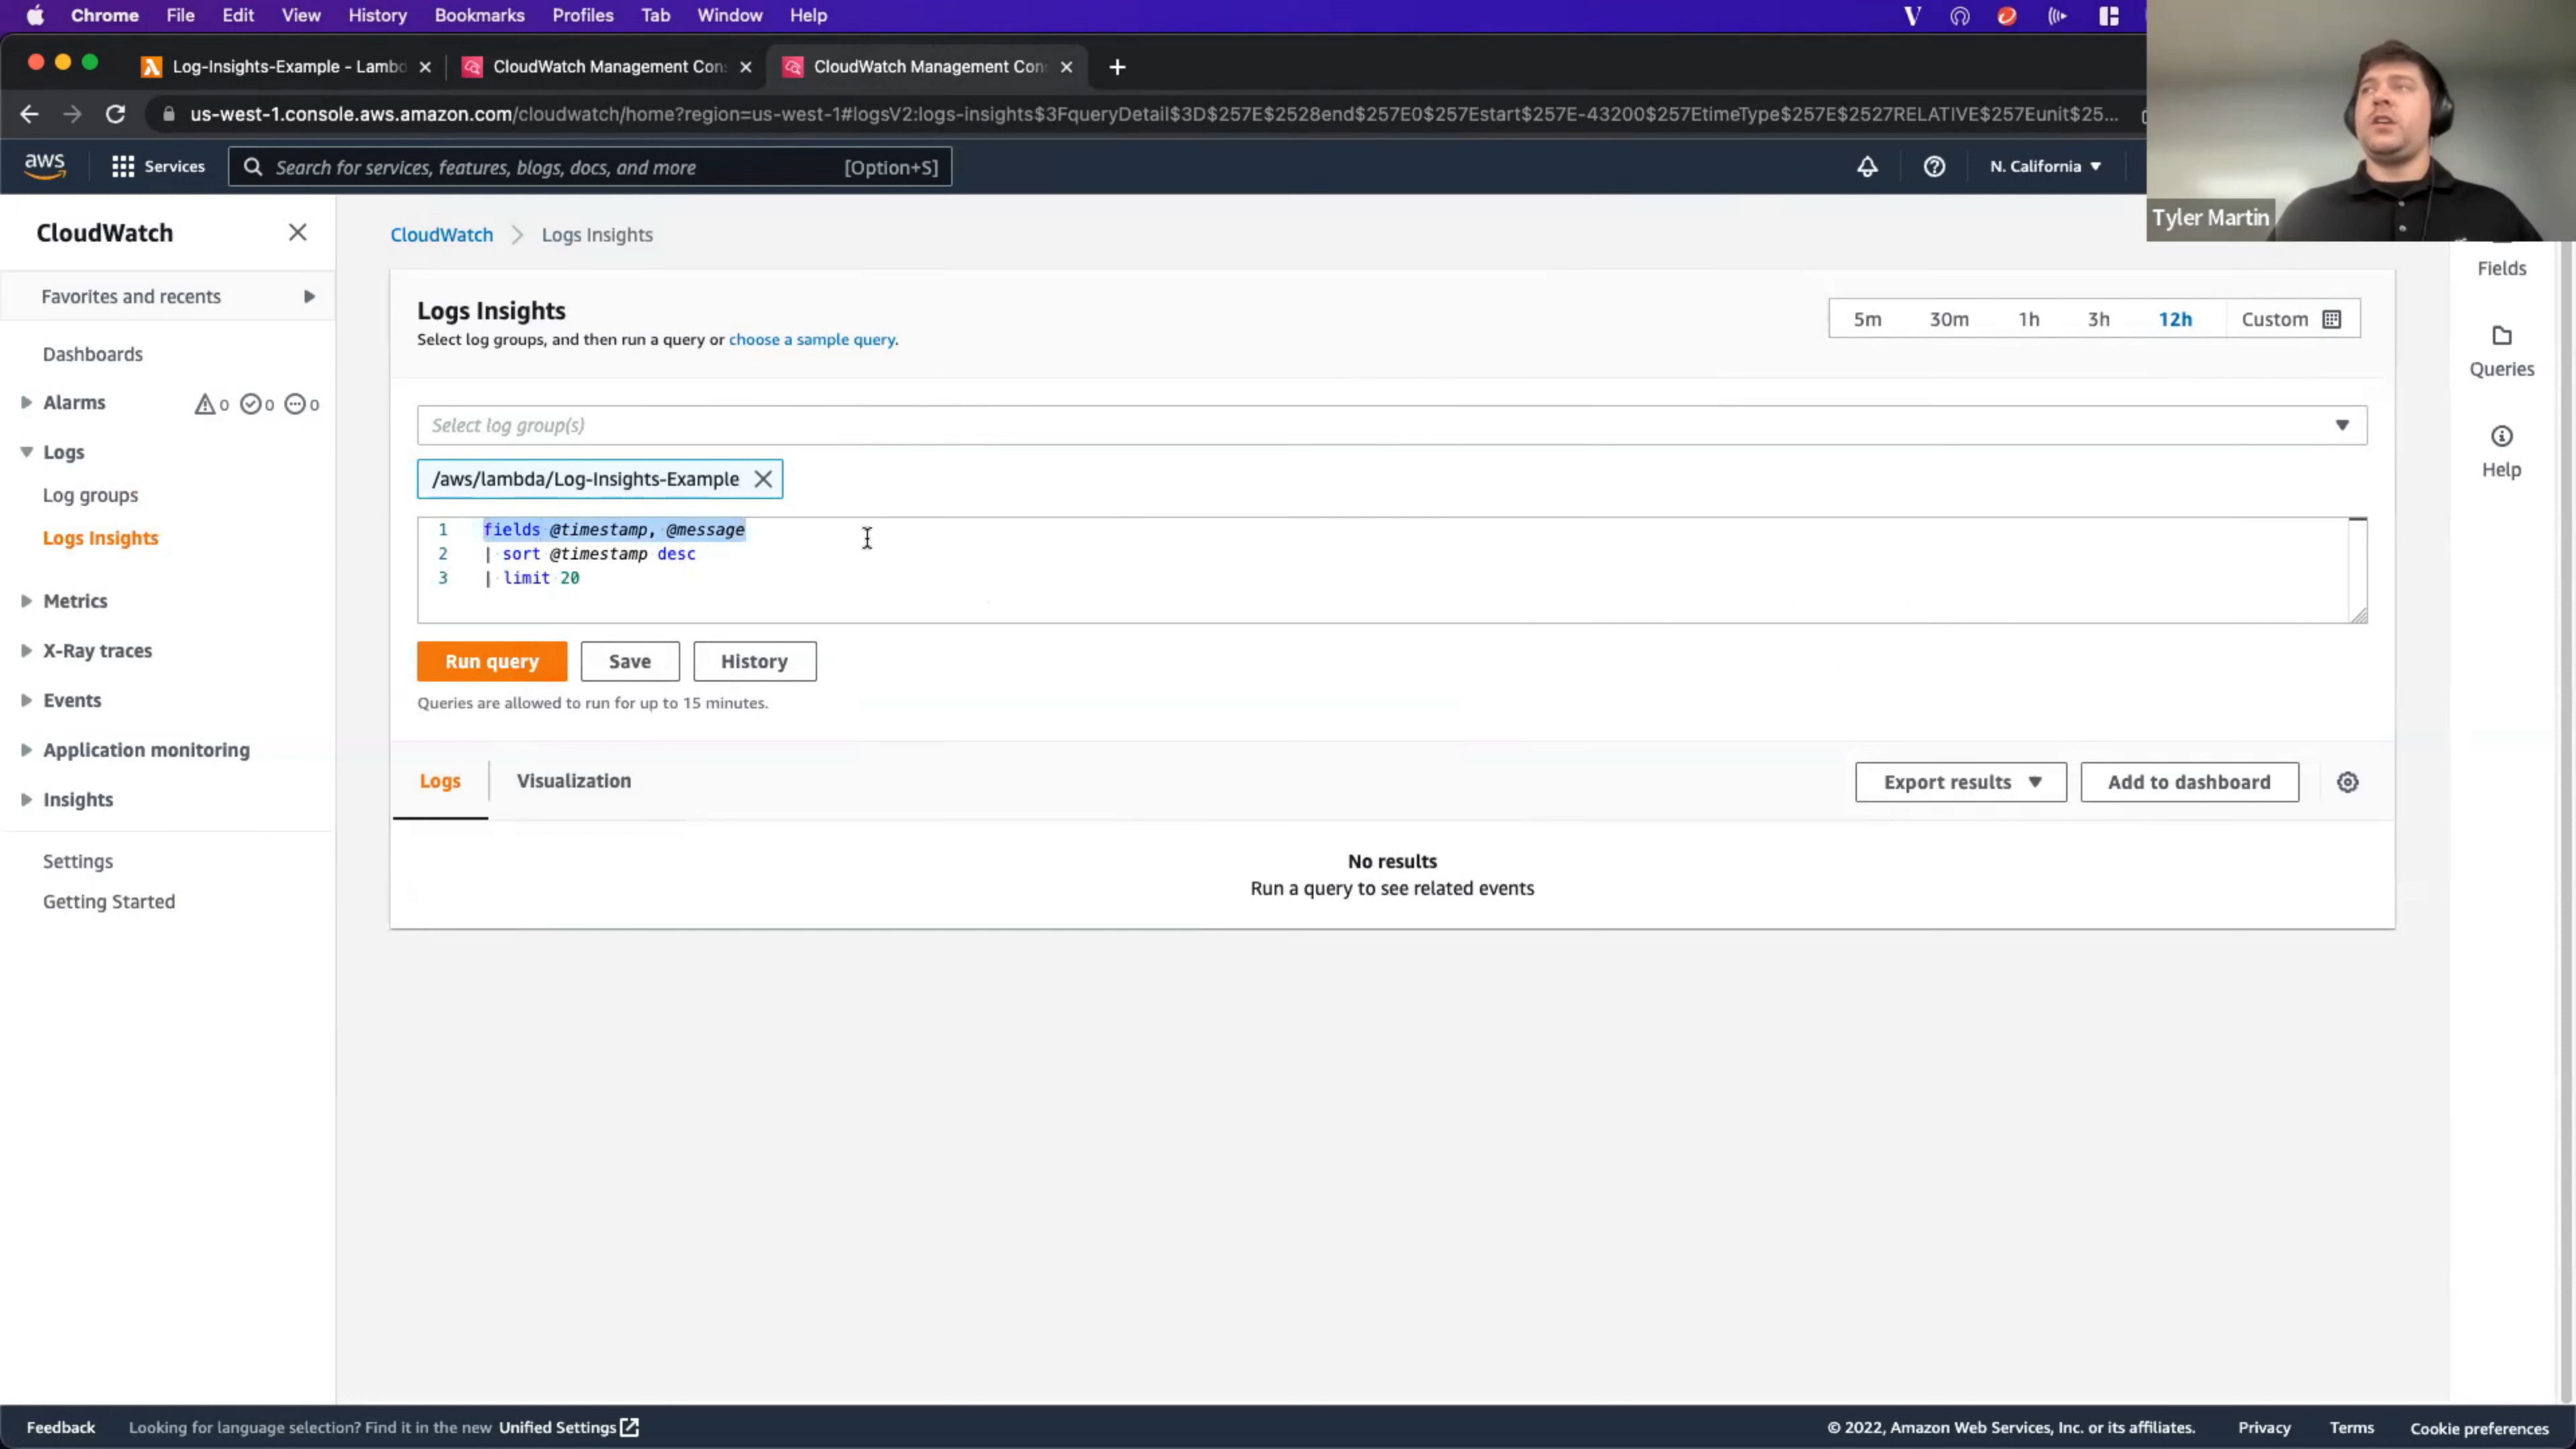 Chrome File Edit View History Bookmarks Profiles Tab Window Help
Log-Insights-Example - Lambd CloudWatch Management Con CloudWatch Management Con
us-west-1.console.aws.amazon.com/cloudwatch/home?region=us-west-1#logsV2:logs-insights$3FqueryDetail$3D$257E$2528end$257E0$257Estart$257E-43200$257EtimeType$257E$2527RELATIVE$257Eunit$25...
aws Services Search for services, features, blogs, docs, and more [Option+S] N. California
Tyler Martin
CloudWatch
Favorites and recents
Dashboards
Alarms 0 0 0
Logs
Log groups
Logs Insights
Metrics
X-Ray traces
Events
Application monitoring
Insights
Settings
Getting Started
CloudWatch Logs Insights
Logs Insights
Select log groups, and then run a query or choose a sample query.
5m 30m 1h 3h 12h Custom
Select log group(s)
/aws/lambda/Log-Insights-Example
1 fields @timestamp, @message
2 | sort @timestamp desc
3 | limit 20
Run query Save History
Queries are allowed to run for up to 15 minutes.
Logs Visualization Export results Add to dashboard
No results
Run a query to see related events
Fields
Queries
Help
Feedback Looking for language selection? Find it in the new Unified Settings © 2022, Amazon Web Services, Inc. or its affiliates. Privacy Terms Cookie preferences